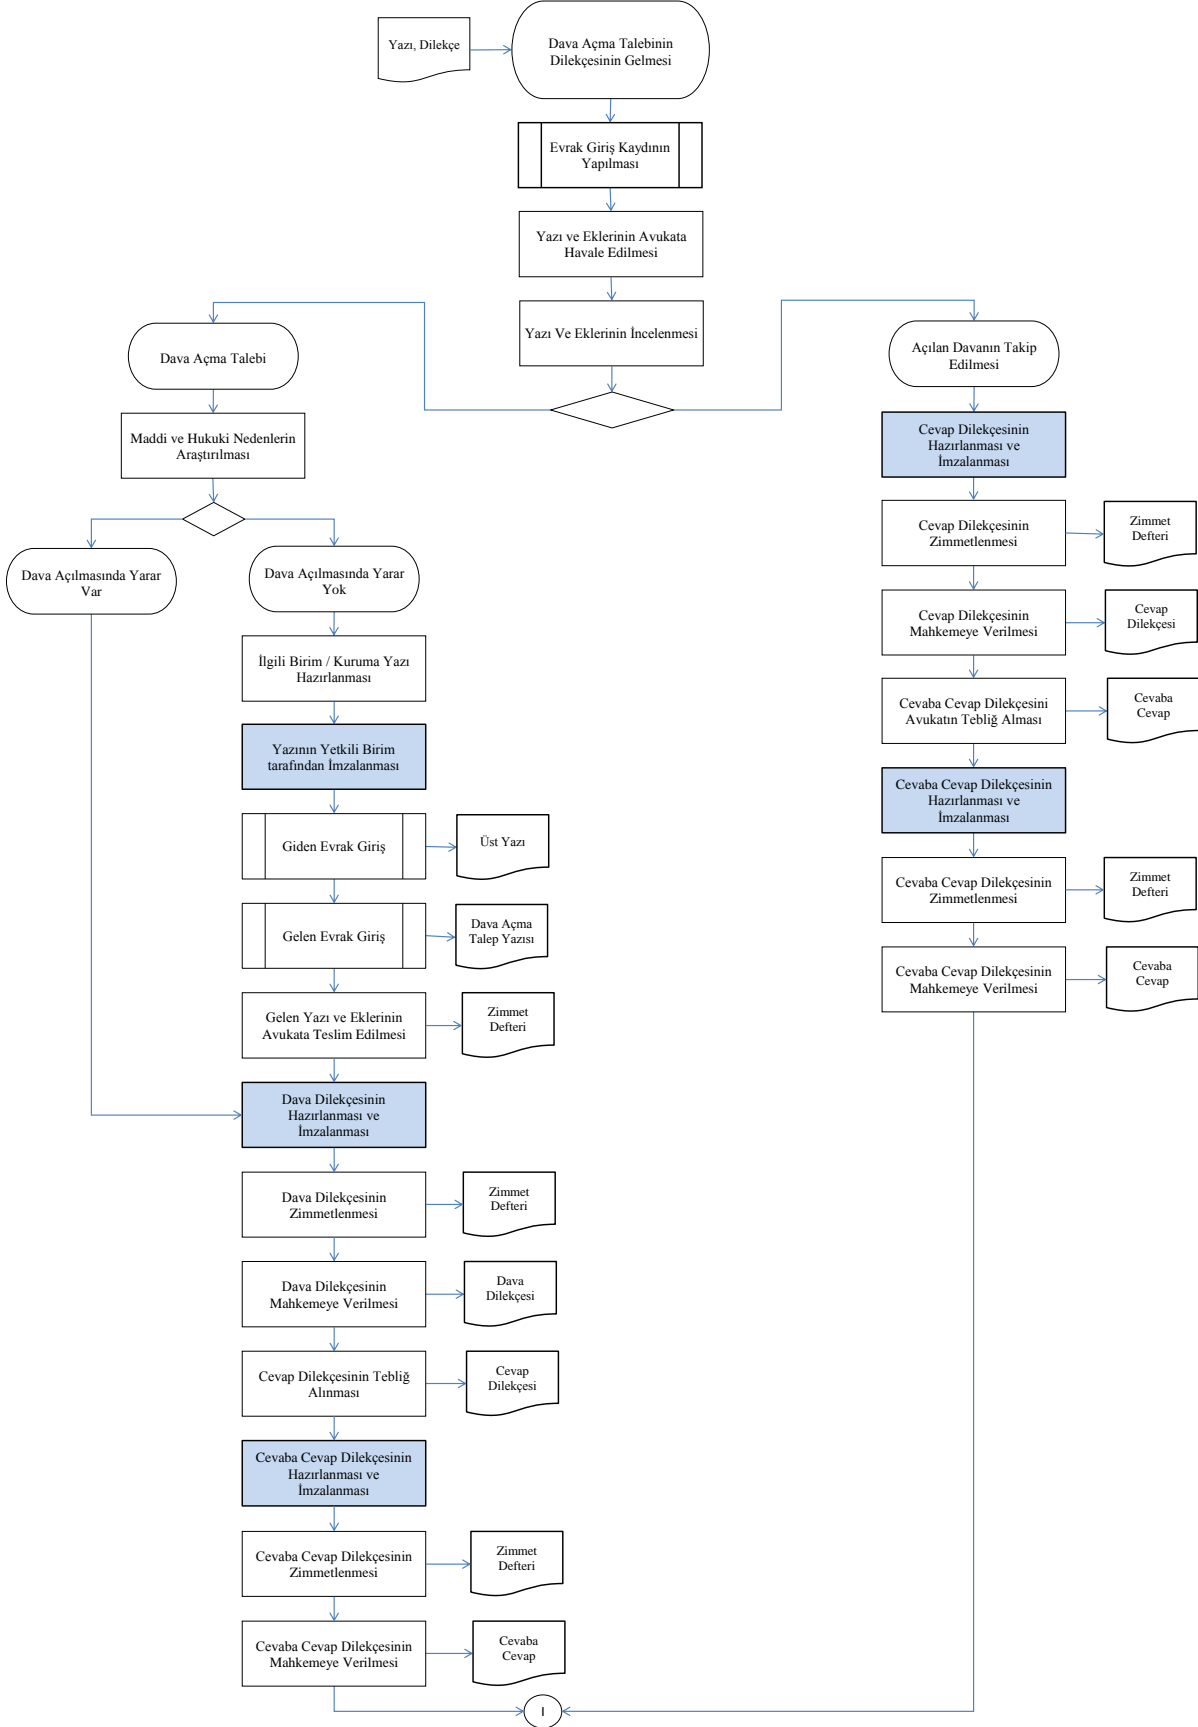 Yazı, Dilekçe
Dava Açma Talebinin
Dilekçesinin Gelmesi
Evrak Giriş Kaydının
Yapılması
Yazı ve Eklerinin Avukata
Havale Edilmesi
Yazı Ve Eklerinin İncelenmesi
Dava Açma Talebi
Maddi ve Hukuki Nedenlerin
Araştırılması
Dava Açılmasında Yarar
Var
Dava Açılmasında Yarar
Yok
İlgili Birim / Kuruma Yazı
Hazırlanması
Yazının Yetkili Birim
tarafından İmzalanması
Giden Evrak Giriş
Üst Yazı
Gelen Evrak Giriş
Dava Açma
Talep Yazısı
Gelen Yazı ve Eklerinin
Avukata Teslim Edilmesi
Zimmet
Defteri
Dava Dilekçesinin
Hazırlanması ve
İmzalanması
Dava Dilekçesinin
Zimmetlenmesi
Zimmet
Defteri
Dava Dilekçesinin
Mahkemeye Verilmesi
Dava
Dilekçesi
Cevap Dilekçesinin Tebliğ
Alınması
Cevap
Dilekçesi
Cevaba Cevap Dilekçesinin
Hazırlanması ve
İmzalanması
Cevaba Cevap Dilekçesinin
Zimmetlenmesi
Zimmet
Defteri
Cevaba Cevap Dilekçesinin
Mahkemeye Verilmesi
Cevaba
Cevap
Açılan Davanın Takip
Edilmesi
Cevap Dilekçesinin
Hazırlanması ve
İmzalanması
Cevap Dilekçesinin
Zimmetlenmesi
Zimmet
Defteri
Cevap Dilekçesinin
Mahkemeye Verilmesi
Cevap
Dilekçesi
Cevaba Cevap Dilekçesini
Avukatın Tebliğ Alması
Cevaba
Cevap
Cevaba Cevap Dilekçesinin
Hazırlanması ve
İmzalanması
Cevaba Cevap Dilekçesinin
Zimmetlenmesi
Zimmet
Defteri
Cevaba Cevap Dilekçesinin
Mahkemeye Verilmesi
Cevaba
Cevap
I